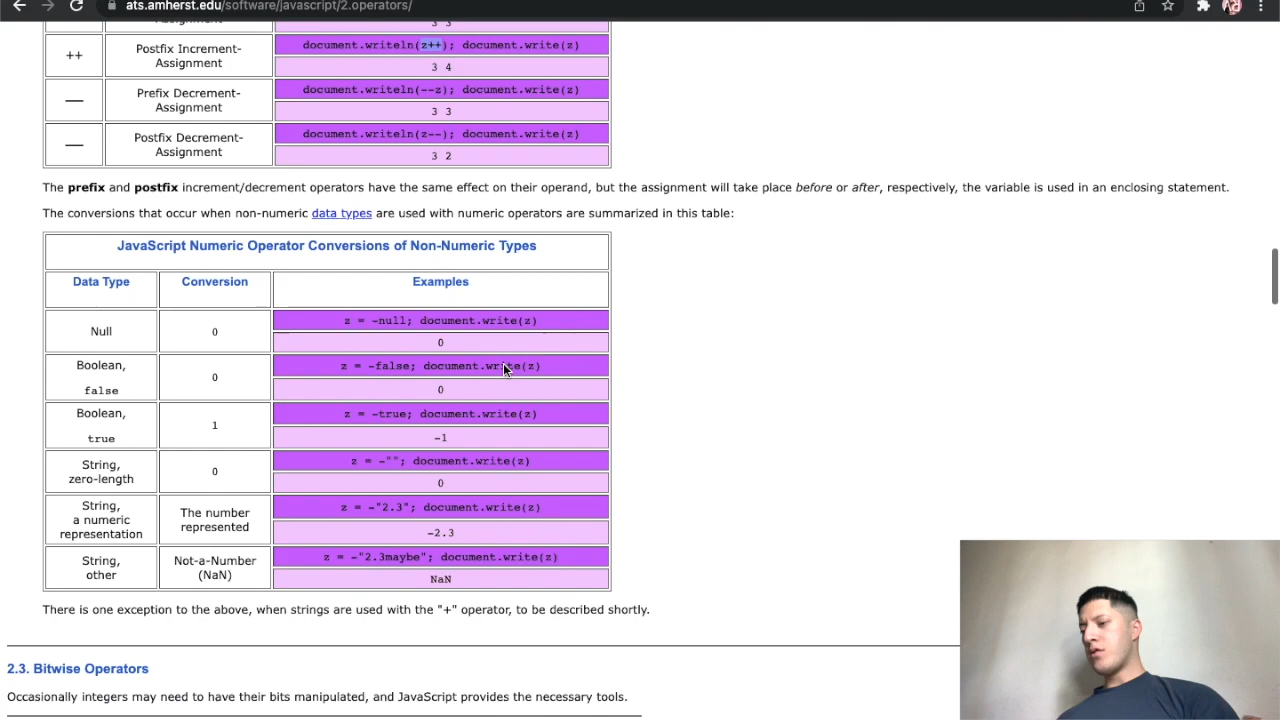 ats.amherst.edu/software/javascript/2.operators/
Assignment
3 3
++
Postfix Increment-
Assignment
document.writeln(z++); document.write(z)
3 4
—
Prefix Decrement-
Assignment
document.writeln(--z); document.write(z)
3 3
—
Postfix Decrement-
Assignment
document.writeln(z--); document.write(z)
3 2
The prefix and postfix increment/decrement operators have the same effect on their operand, but the assignment will take place before or after, respectively, the variable is used in an enclosing statement.
The conversions that occur when non-numeric data types are used with numeric operators are summarized in this table:
JavaScript Numeric Operator Conversions of Non-Numeric Types
Data Type Conversion Examples
Null
0
z = -null; document.write(z)
0
Boolean,
false
0
z = -false; document.write(z)
0
Boolean,
true
1
z = -true; document.write(z)
-1
String,
zero-length
0
z = -""; document.write(z)
0
String,
a numeric
representation
The number
represented
z = -"2.3"; document.write(z)
-2.3
String,
other
Not-a-Number
(NaN)
z = -"2.3maybe"; document.write(z)
NaN
There is one exception to the above, when strings are used with the "+" operator, to be described shortly.
2.3. Bitwise Operators
Occasionally integers may need to have their bits manipulated, and JavaScript provides the necessary tools.